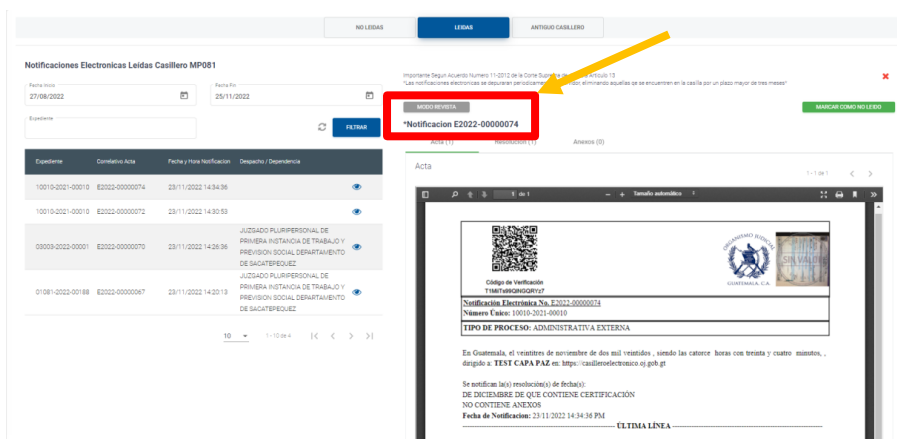 NO LEIDAS
LEIDAS
ANTIGUO CASILLERO
Notificaciones Electronicas Leidas Casillero MP081
Fecha Inicio
27/08/2022
Fecha Fin
25/11/2022
Expediente
FILTRAR
Expediente Correlativo Acta Fecha y Hora Notificacion Despacho / Dependencia
10010-2021-00010 E2022-00000074 23/11/2022 14:34:36
10010-2021-00010 E2022-00000072 23/11/2022 14:30:53
03003-2022-00001 E2022-00000070 23/11/2022 14:26:36
JUZGADO PLURIPERSONAL DE
PRIMERA INSTANCIA DE TRABAJO Y
PREVISION SOCIAL DEPARTAMENTO
DE SACATEPEQUEZ
01081-2022-00188 E2022-00000067 23/11/2022 14:20:13
JUZGADO PLURIPERSONAL DE
PRIMERA INSTANCIA DE TRABAJO Y
PREVISION SOCIAL DEPARTAMENTO
DE SACATEPEQUEZ
10
1-10 de 4
Importante Segun Acuerdo Numero 11-2012 de la Corte Articulo 13
"Las notificaciones electronicas se depuraran eliminando aquellas qe se encuentren en la casilla por un plazo mayor de tres meses"
MODO REVISTA
MARCAR COMO NO LEIDO
*Notificacion E2022-00000074
Acta (1)
Resolucion (1)
Anexos (0)
Acta
1-1 de 1
1 de 1
Tamaño automático
Código de Verificación
ORGANISMO JUDICIAL
GUATEMALA, C.A.
SIN VALOR
Notificación Electrónica No. E2022-00000074
Número Único: 10010-2021-00010
TIPO DE PROCESO: ADMINISTRATIVA EXTERNA
En Guatemala, el veintitres de noviembre de dos mil veintidos , siendo las catorce horas con treinta y cuatro minutos, ,
dirigido a: TEST CAPA PAZ en: https://casilleroelectronico.oj.gob.gt
Se notifican la(s) resolución(s) de fecha(s):
DE DICIEMBRE DE QUE CONTIENE CERTIFICACIÓN
NO CONTIENE ANEXOS
Fecha de Notificacion: 23/11/2022 14:34:36 PM
ÚLTIMA LÍNEA